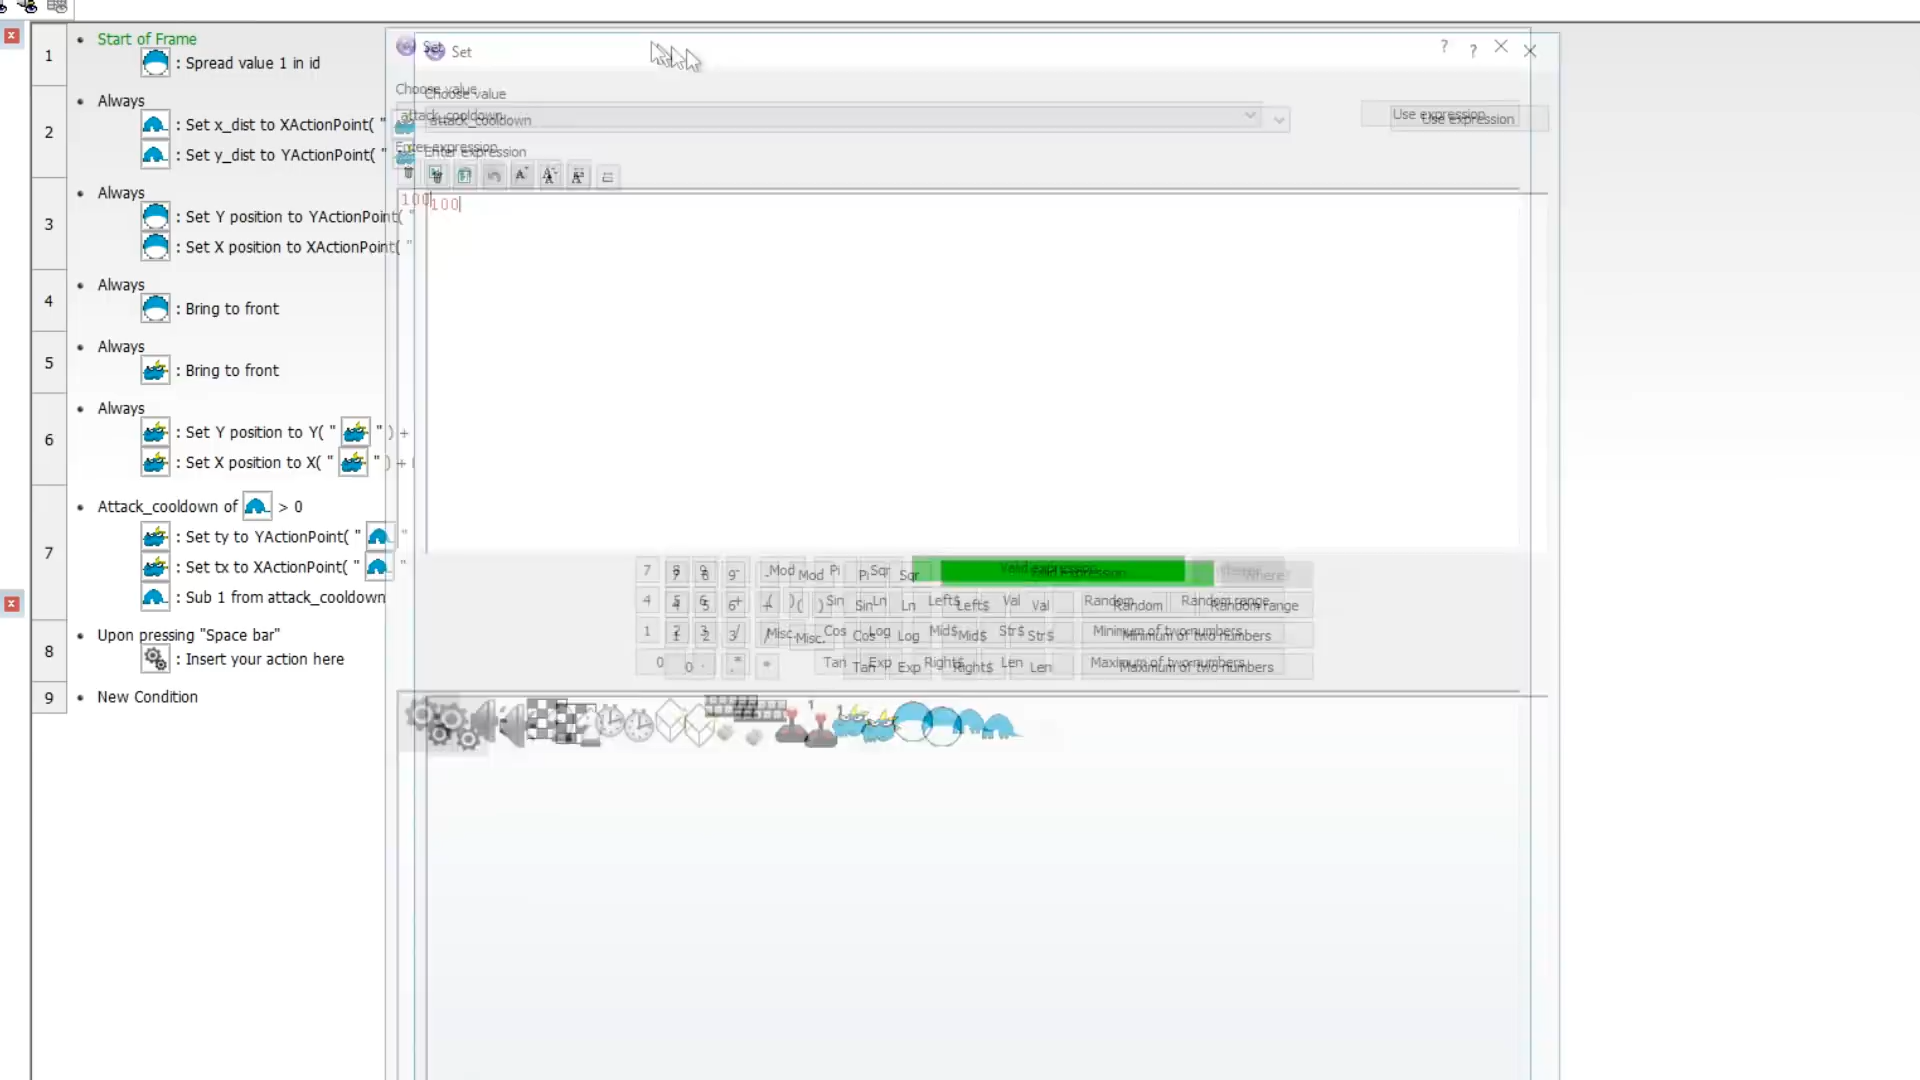 1
Start of Frame
: Spread value 1 in id
2
Always
: Set x_dist to XActionPoint( "
: Set y_dist to YActionPoint( "
3
Always
: Set Y position to YActionPoint( "
: Set X position to XActionPoint( "
4
Always
: Bring to front
5
Always
: Bring to front
6
Always
: Set Y position to Y( " " ) +
: Set X position to X( " " ) +
7
Attack_cooldown of > 0
: Set ty to YActionPoint( " "
: Set tx to XActionPoint( " "
: Sub 1 from attack_cooldown
8
Upon pressing "Space bar"
: Insert your action here
9
New Condition
Set
Choose value
attack_cooldown
Use expression
Enter expression
100
Valid expression
7 8 9 - Mod Pi Sqr Where?
4 5 6 + ( ) Sin Ln Left$ Val Random Random range
1 2 3 / Misc. Cos Log Mid$ Str$ Minimum of two numbers
0 . * Tan Exp Right$ Len Maximum of two numbers